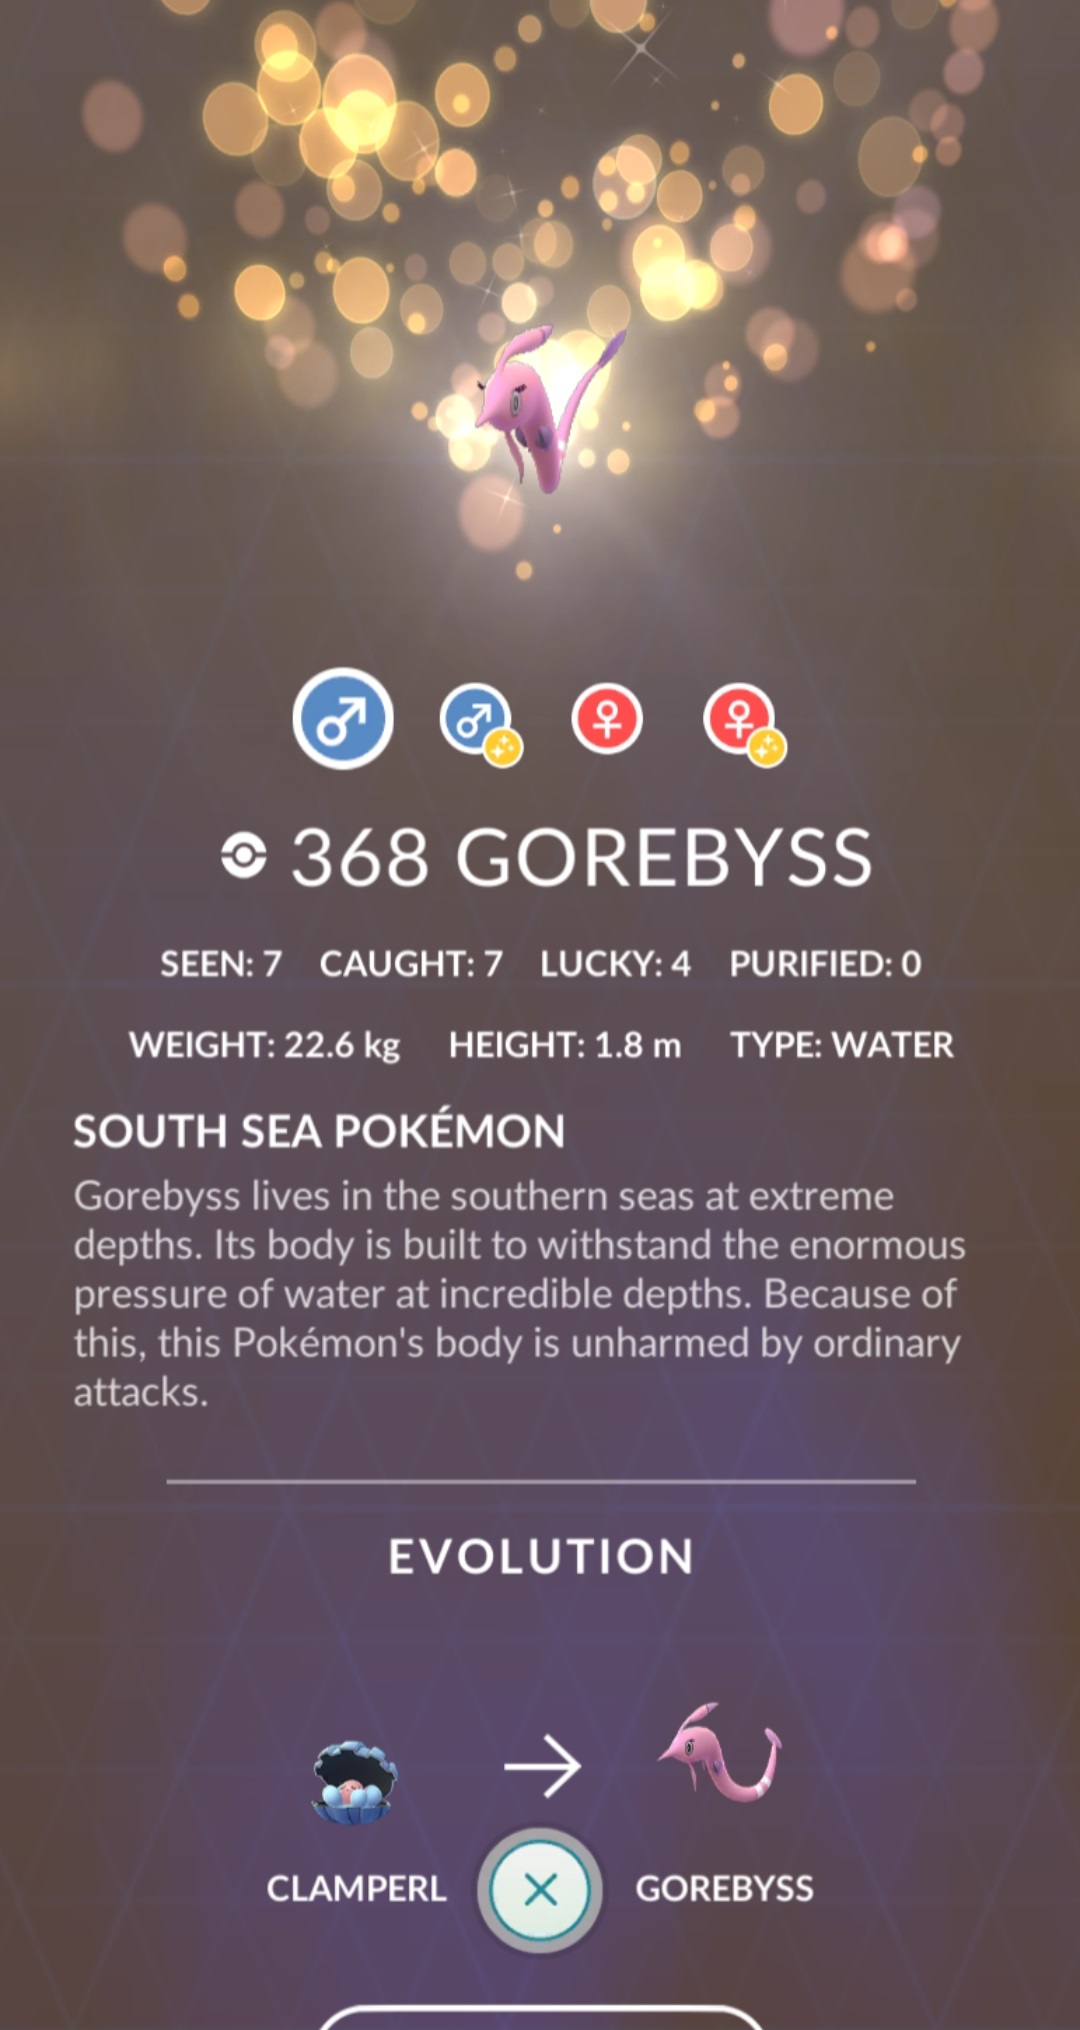 368 GOREBYSS
SEEN: 7 CAUGHT: 7 LUCKY: 4 PURIFIED: 0
WEIGHT: 22.6 kg HEIGHT: 1.8 m TYPE: WATER
SOUTH SEA POKÉMON
Gorebyss lives in the southern seas at extreme
depths. Its body is built to withstand the enormous
pressure of water at incredible depths. Because of
this, this Pokémon's body is unharmed by ordinary
attacks.
EVOLUTION
CLAMPERL GOREBYSS